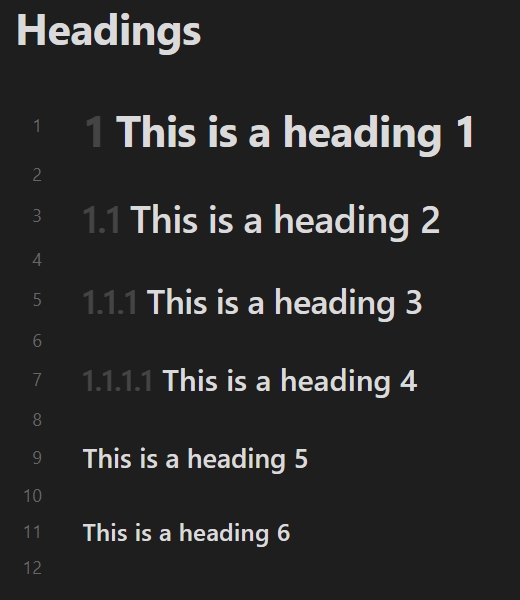 Headings
1 1 This is a heading 1
2
3 1.1 This is a heading 2
4
5 1.1.1 This is a heading 3
6
7 1.1.1.1 This is a heading 4
8
9 This is a heading 5
10
11 This is a heading 6
12